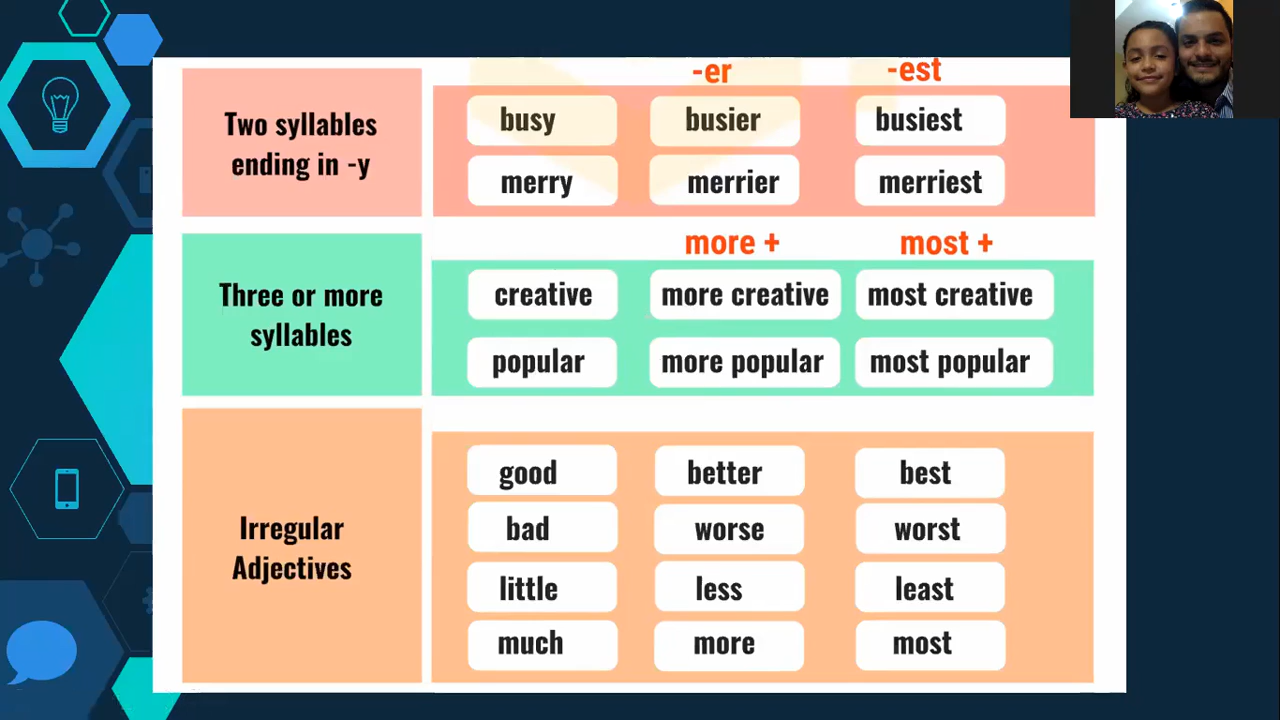 -er -est
Two syllables
ending in -y
busy busier busiest
merry merrier merriest
more + most +
Three or more
syllables
creative more creative most creative
popular more popular most popular
Irregular
Adjectives
good better best
bad worse worst
little less least
much more most